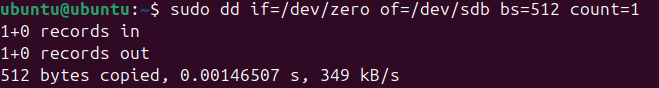 ubuntu@ubuntu:~$ sudo dd if=/dev/zero of=/dev/sdb bs=512 count=1
1+0 records in
1+0 records out
512 bytes copied, 0.00146507 s, 349 kB/s